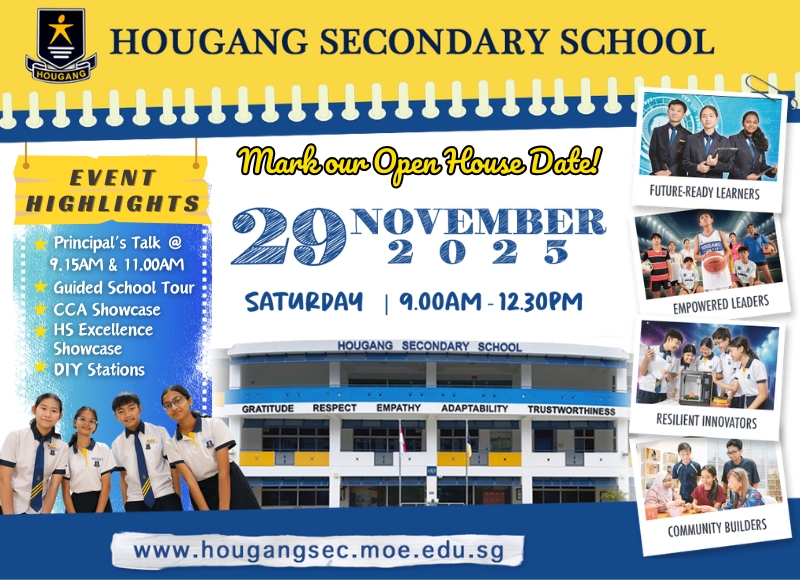 HOUGANG
HOUGANG SECONDARY SCHOOL
Mark our Open House Date!
29 NOVEMBER
2025
SATURDAY | 9.00AM - 12.30PM
EVENT
HIGHLIGHTS
Principal's Talk @
9.15AM & 11.00AM
Guided School Tour
CCA Showcase
HS Excellence
Showcase
DIY Stations
HOUGANG SECONDARY SCHOOL
GRATITUDE RESPECT EMPATHY ADAPTABILITY TRUSTWORTHINESS
FUTURE-READY LEARNERS
EMPOWERED LEADERS
RESILIENT INNOVATORS
COMMUNITY BUILDERS
www.hougangsec.moe.edu.sg